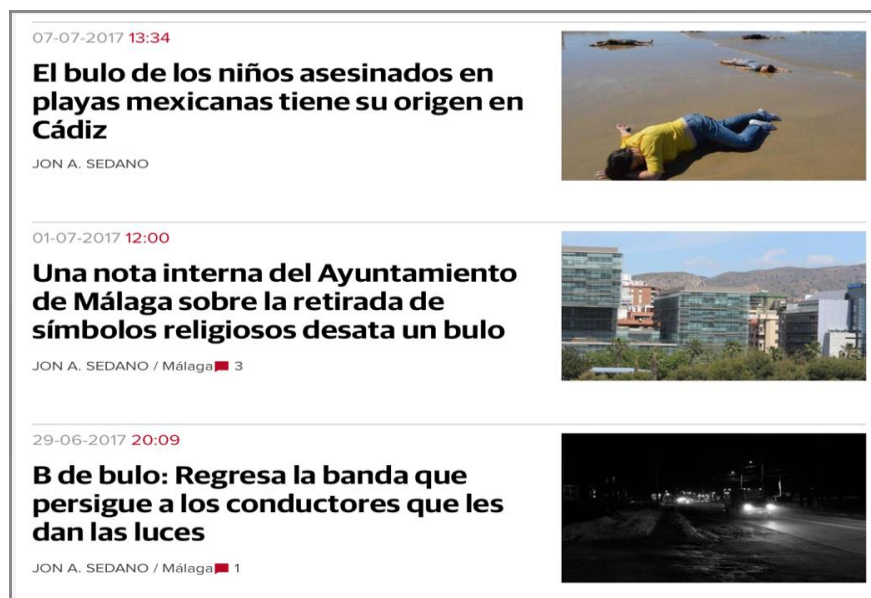 07-07-2017 13:34
El bulo de los niños asesinados en
playas mexicanas tiene su origen en
Cádiz
JON A. SEDANO
01-07-2017 12:00
Una nota interna del Ayuntamiento
de Málaga sobre la retirada de
símbolos religiosos desata un bulo
JON A. SEDANO / Málaga 3
29-06-2017 20:09
B de bulo: Regresa la banda que
persigue a los conductores que les
dan las luces
JON A. SEDANO / Málaga 1